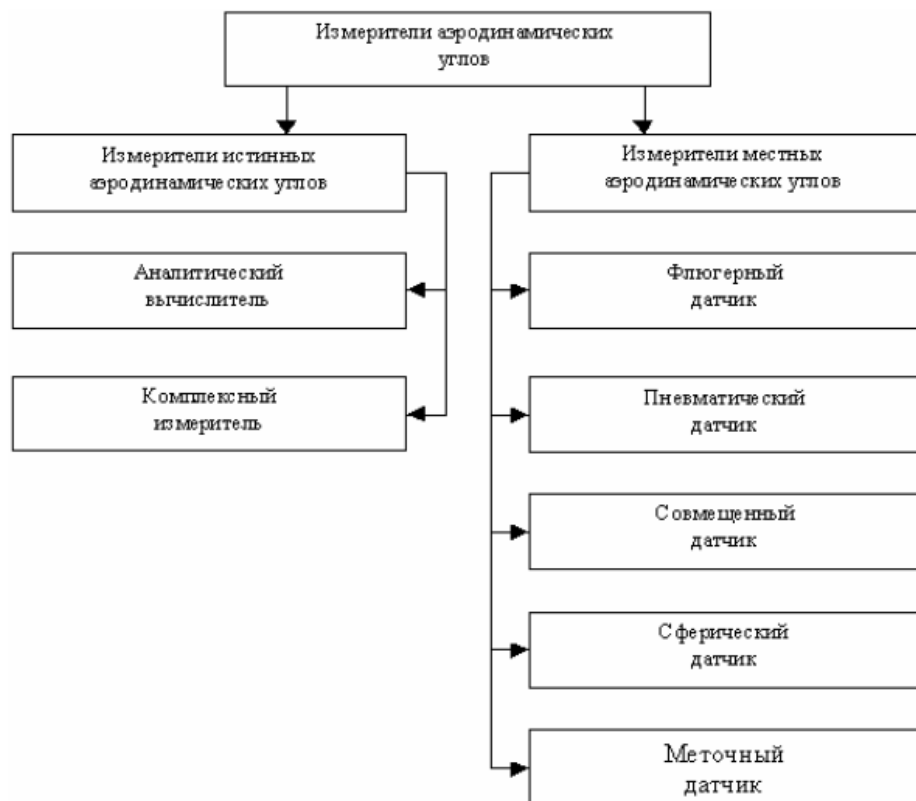 Измерители аэродинамических
углов
Измерители истинных
аэродинамических углов
Аналитический
вычислитель
Комплексный
измеритель
Измерители местных
аэродинамических углов
Флюгерный
датчик
Пневматический
датчик
Совмещенный
датчик
Сферический
датчик
Меточный
датчик